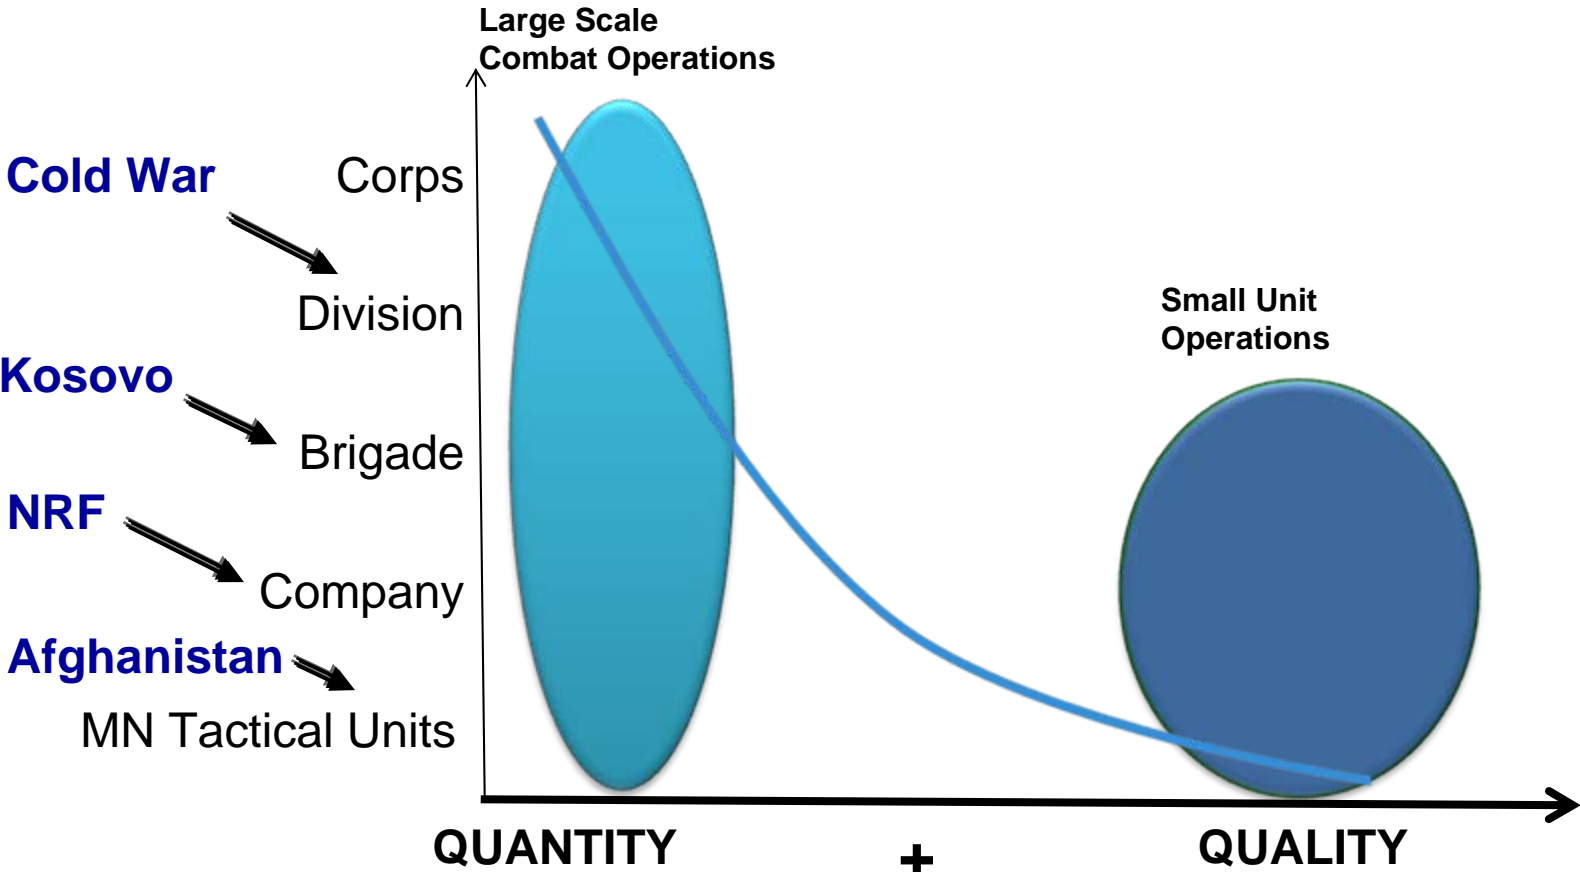 Large Scale
Combat Operations
Cold War
Corps
Division
Small Unit
Operations
Kosovo
Brigade
NRF
Company
Afghanistan
MN Tactical Units
QUANTITY
+
QUALITY